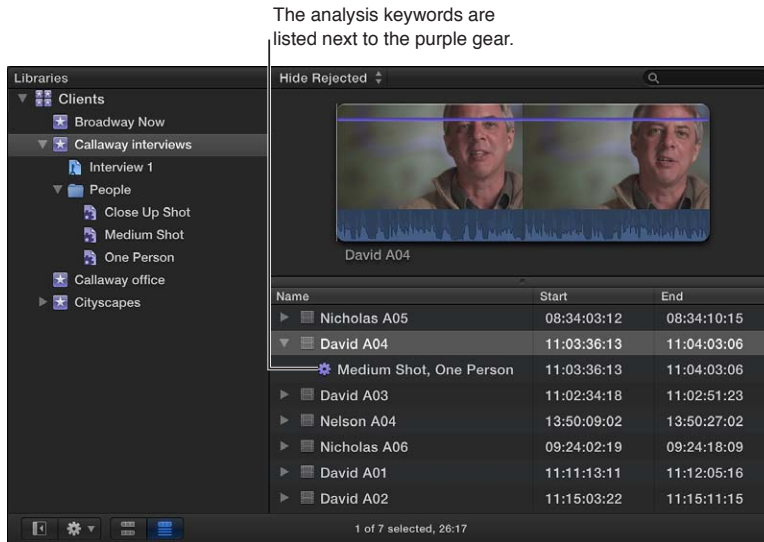 The analysis keywords are
listed next to the purple gear.
Libraries
Clients
Broadway Now
Callaway interviews
Interview 1
People
Close Up Shot
Medium Shot
One Person
Callaway office
Cityscapes
Hide Rejected
David A04
Name Start End
Nicholas A05 08:34:03:12 08:34:10:15
David A04 11:03:36:13 11:04:03:06
Medium Shot, One Person 11:03:36:13 11:04:03:06
David A03 11:02:34:18 11:02:51:23
Nelson A04 13:50:09:02 13:50:27:02
Nicholas A06 09:24:02:19 09:24:18:09
David A01 11:11:13:11 11:12:05:16
David A02 11:15:03:22 11:15:11:15
1 of 7 selected, 26:17